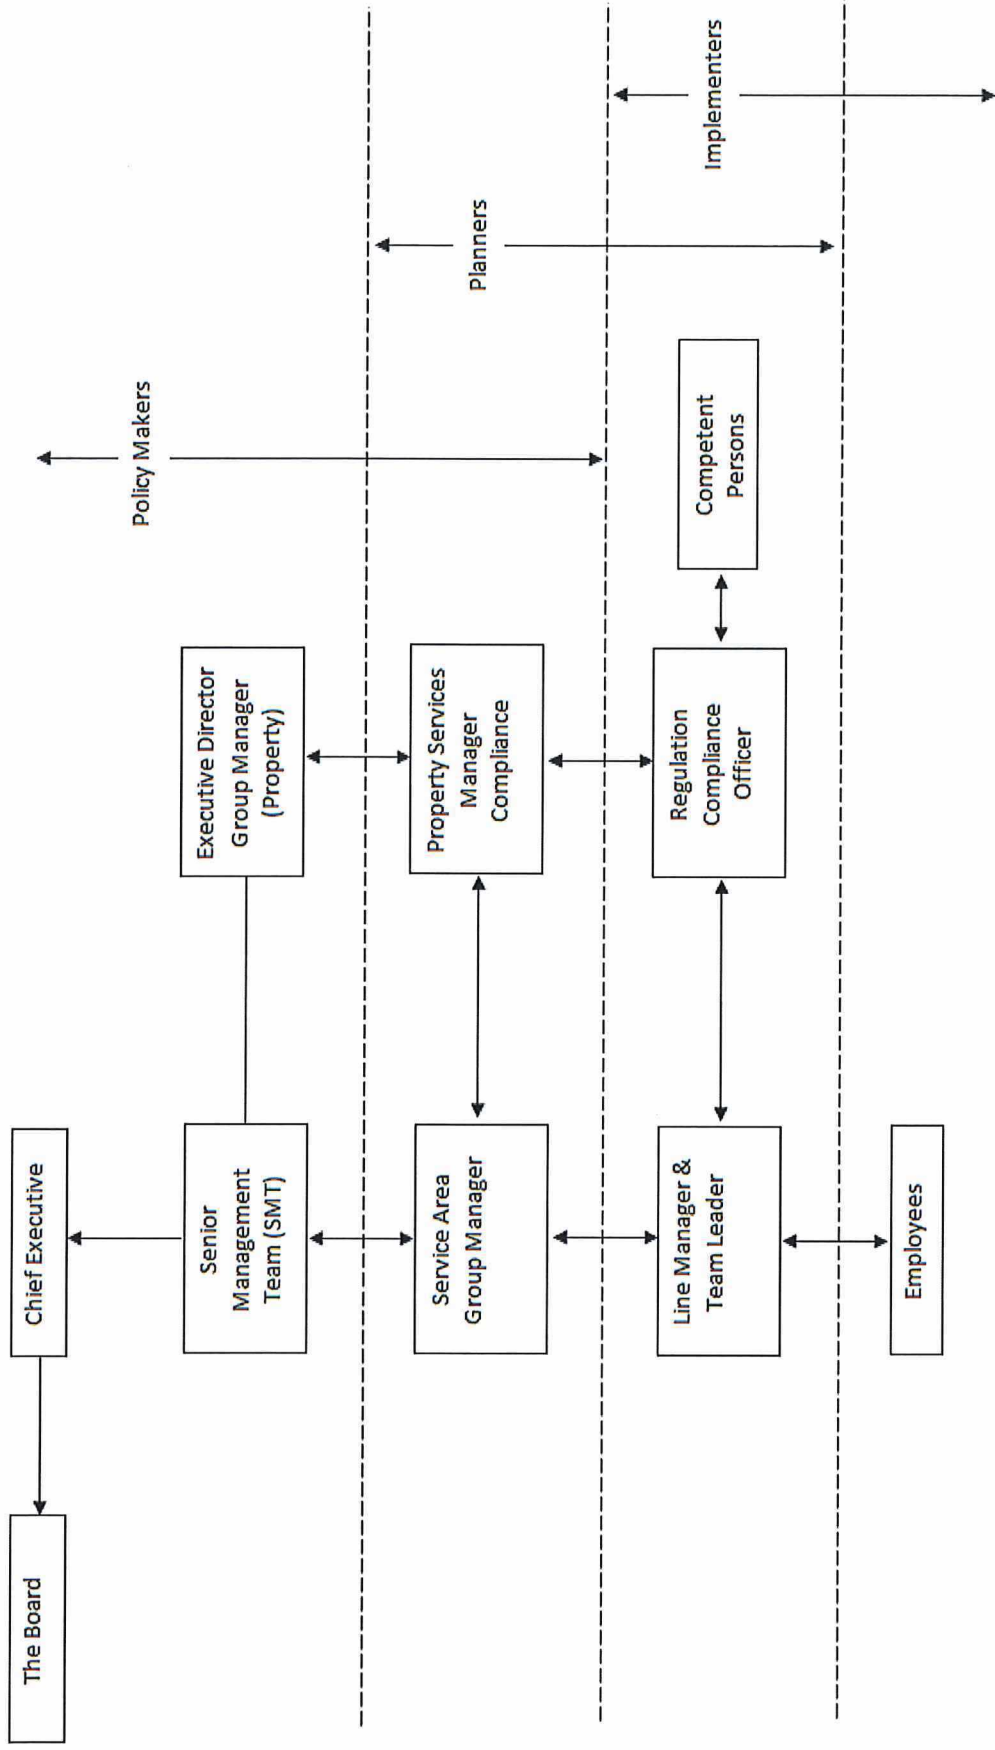 The Board
Chief Executive
Senior
Management
Team (SMT)
Executive Director
Group Manager
(Property)
Policy Makers
Service Area
Group Manager
Property Services
Manager
Compliance
Planners
Line Manager &
Team Leader
Regulation
Compliance
Officer
Competent
Persons
Implementers
Employees